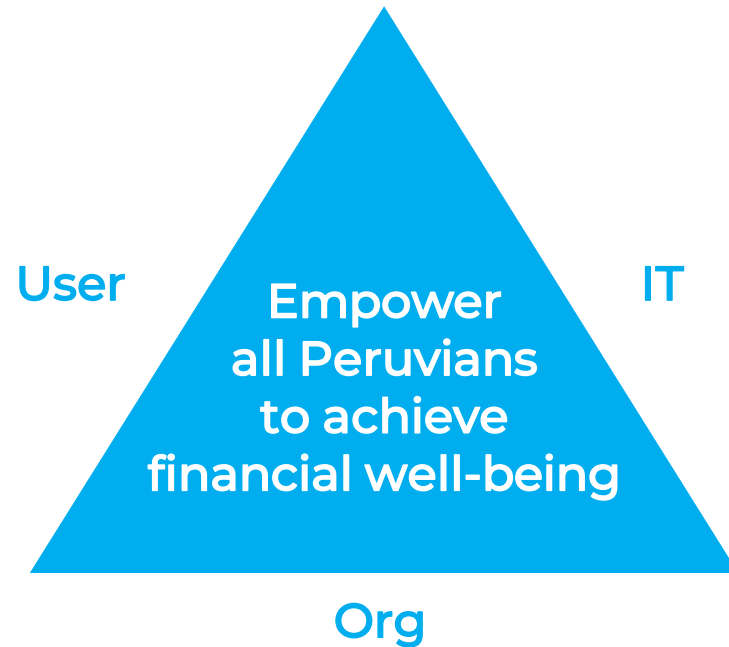 User
IT
Empower
all Peruvians
to achieve
financial well-being
Org